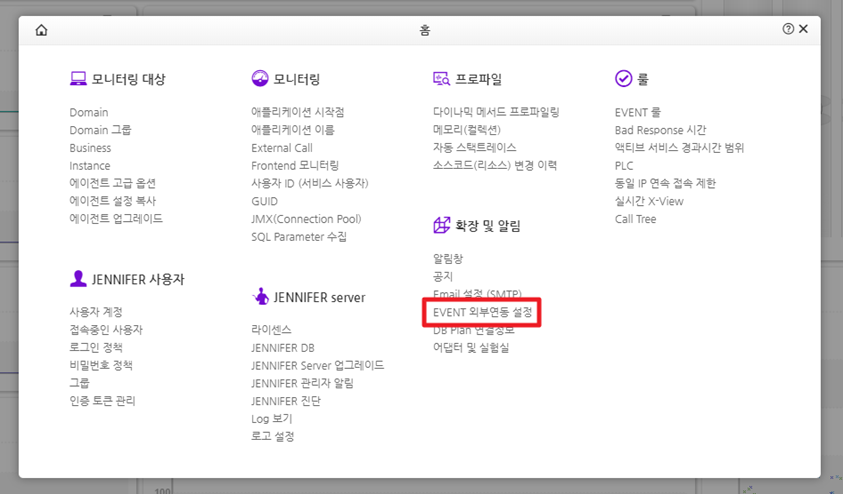 홈
모니터링 대상
Domain
Domain 그룹
Business
Instance
에이전트 고급 옵션
에이전트 설정 복사
에이전트 업그레이드
JENNIFER 사용자
사용자 계정
접속중인 사용자
로그인 정책
비밀번호 정책
그룹
인증 토큰 관리
모니터링
애플리케이션 시작점
애플리케이션 이름
External Call
Frontend 모니터링
사용자 ID (서비스 사용자)
GUID
JMX(Connection Pool)
SQL Parameter 수집
JENNIFER server
라이센스
JENNIFER DB
JENNIFER Server 업그레이드
JENNIFER 관리자 알림
JENNIFER 진단
Log 보기
로고 설정
프로파일
다이나믹 메서드 프로파일링
메모리(컬렉션)
자동 스택트레이스
소스코드(리소스) 변경 이력
확장 및 알림
알림창
공지
Email 설정 (SMTP)
EVENT 외부연동 설정
DB Plan 연결정보
어댑터 및 실험실
룰
EVENT 룰
Bad Response 시간
액티브 서비스 경과시간 범위
PLC
동일 IP 연속 접속 제한
실시간 X-View
Call Tree
100